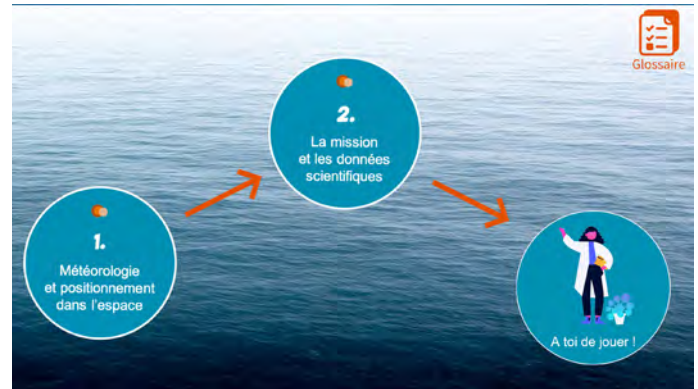 Glossaire
2.
La mission
et les données
scientifiques
1.
Météorologie
et positionnement
dans l'espace
A toi de jouer !